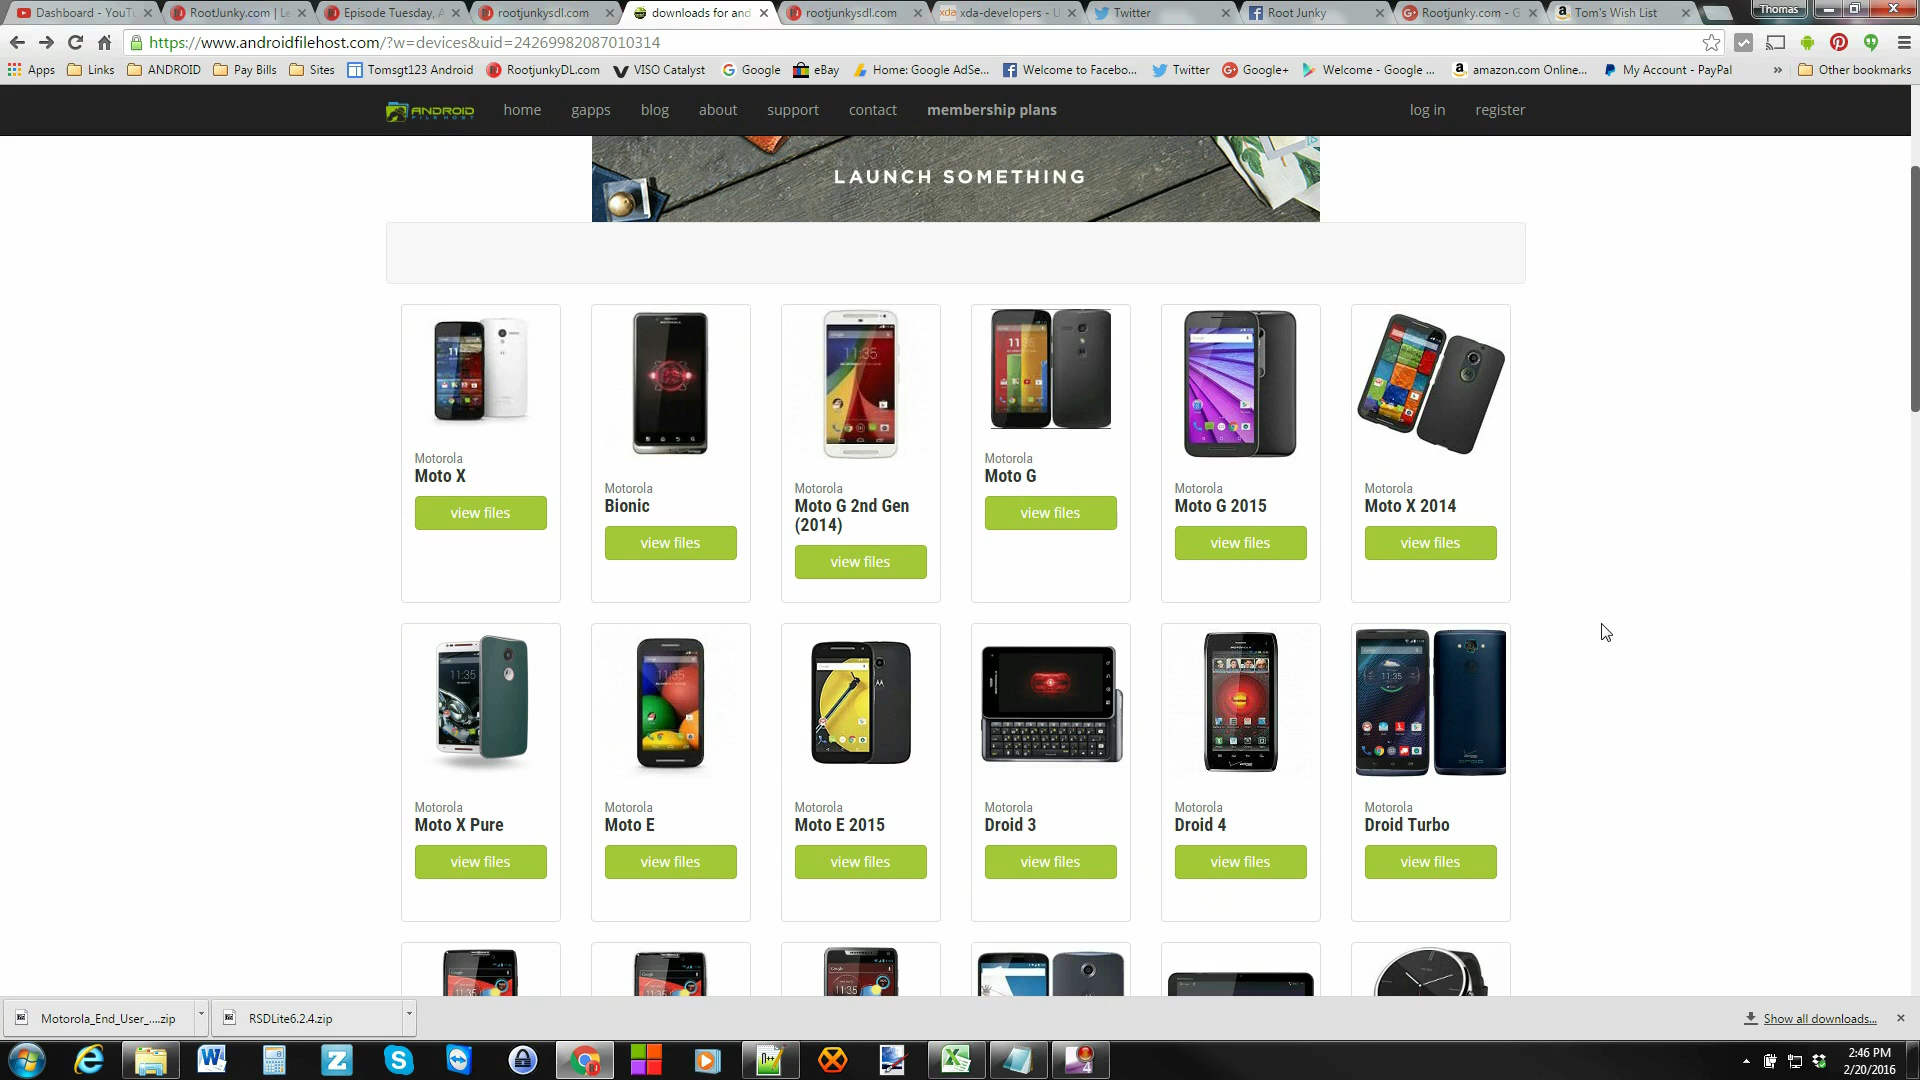 Dashboard - YouTu
RootJunky.com | Le
Episode Tuesday, A
rootjunkysdl.com
downloads for and
rootjunkysdl.com
xda-developers - U
Twitter
Root Junky
Rootjunky.com - G
Tom's Wish List
Thomas
https://www.androidfilehost.com/?w=devices&uid=24269982087010314
Apps
Links
ANDROID
Pay Bills
Sites
Tomsgt123 Android
RootjunkyDL.com
VISO Catalyst
Google
eBay
Home: Google AdSe...
Welcome to Facebo...
Twitter
Google+
Welcome - Google ...
amazon.com Online...
My Account - PayPal
»
Other bookmarks
ANDROID
FILE HOST
home
gapps
blog
about
support
contact
membership plans
log in
register
LAUNCH SOMETHING
Motorola
Moto X
view files
Motorola
Bionic
view files
Motorola
Moto G 2nd Gen
(2014)
view files
Motorola
Moto G
view files
Motorola
Moto G 2015
view files
Motorola
Moto X 2014
view files
Motorola
Moto X Pure
view files
Motorola
Moto E
view files
Motorola
Moto E 2015
view files
Motorola
Droid 3
view files
Motorola
Droid 4
view files
Motorola
Droid Turbo
view files
Motorola_End_User_....zip
RSDLite6.2.4.zip
Show all downloads...
2:46 PM
2/20/2016